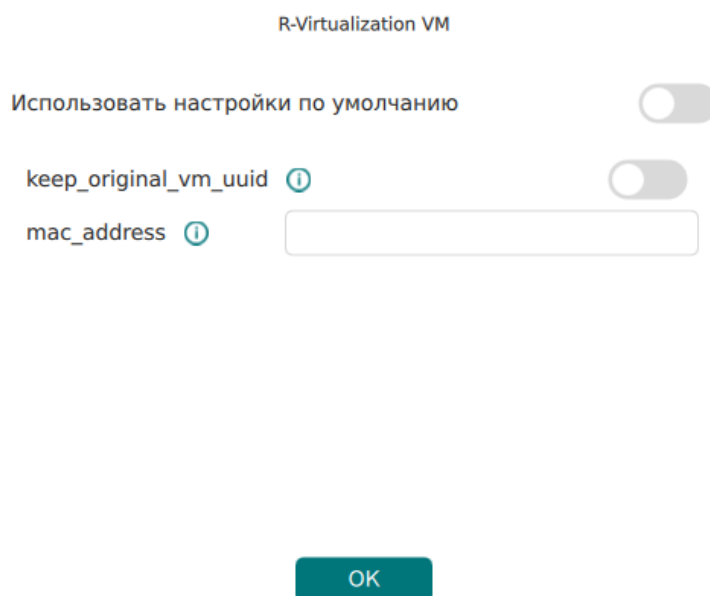 R-Virtualization VM
Использовать настройки по умолчанию
keep_original_vm_uuid
mac_address
OK